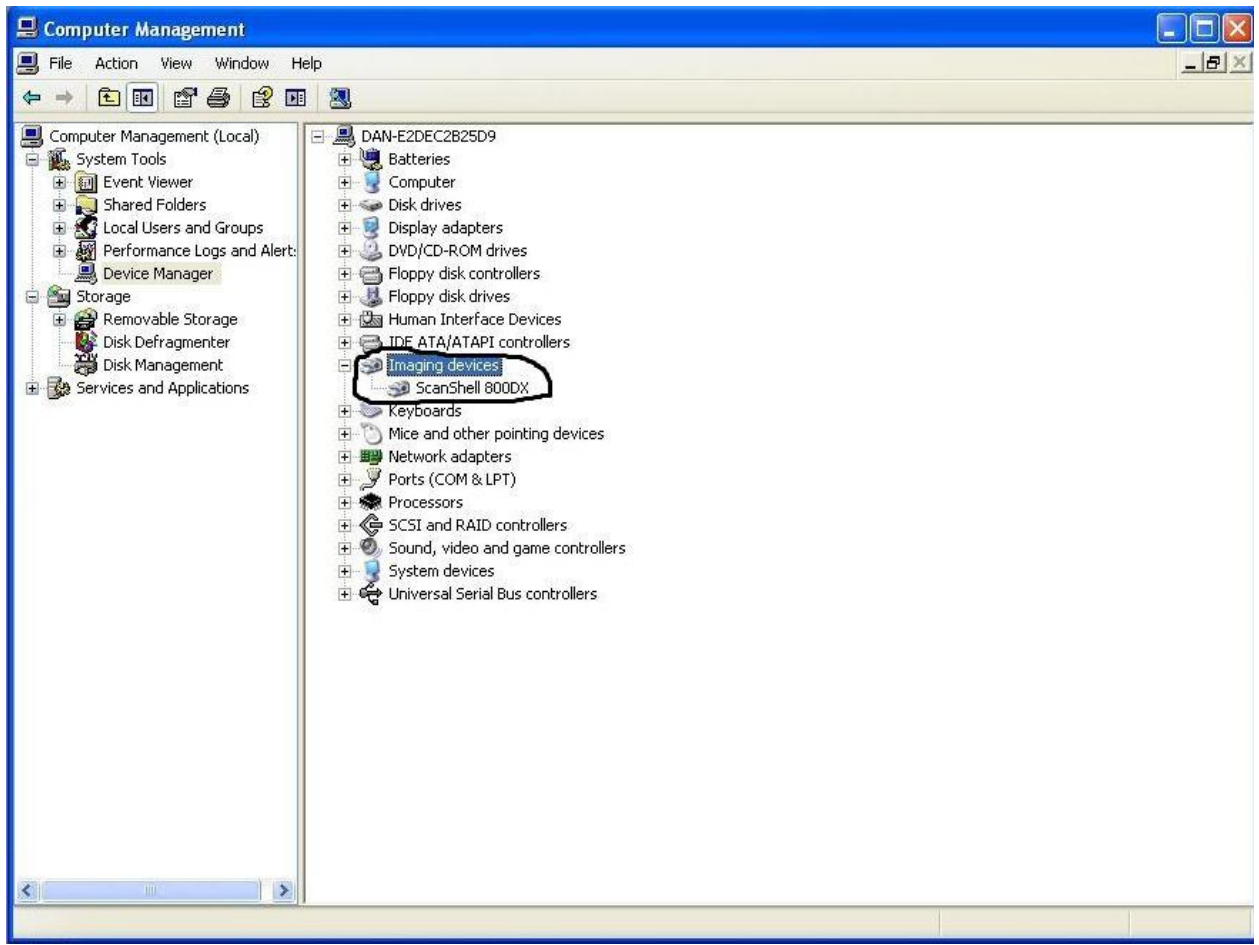 Computer Management
File Action View Window Help
Computer Management (Local)
System Tools
Event Viewer
Shared Folders
Local Users and Groups
Performance Logs and Alert
Device Manager
Storage
Removable Storage
Disk Defragmenter
Disk Management
Services and Applications
DAN-E2DEC2B25D9
Batteries
Computer
Disk drives
Display adapters
DVD/CD-ROM drives
Floppy disk controllers
Floppy disk drives
Human Interface Devices
IDE ATA/ATAPI controllers
Imaging devices
ScanShell 800DX
Keyboards
Mice and other pointing devices
Network adapters
Ports (COM & LPT)
Processors
SCSI and RAID controllers
Sound, video and game controllers
System devices
Universal Serial Bus controllers